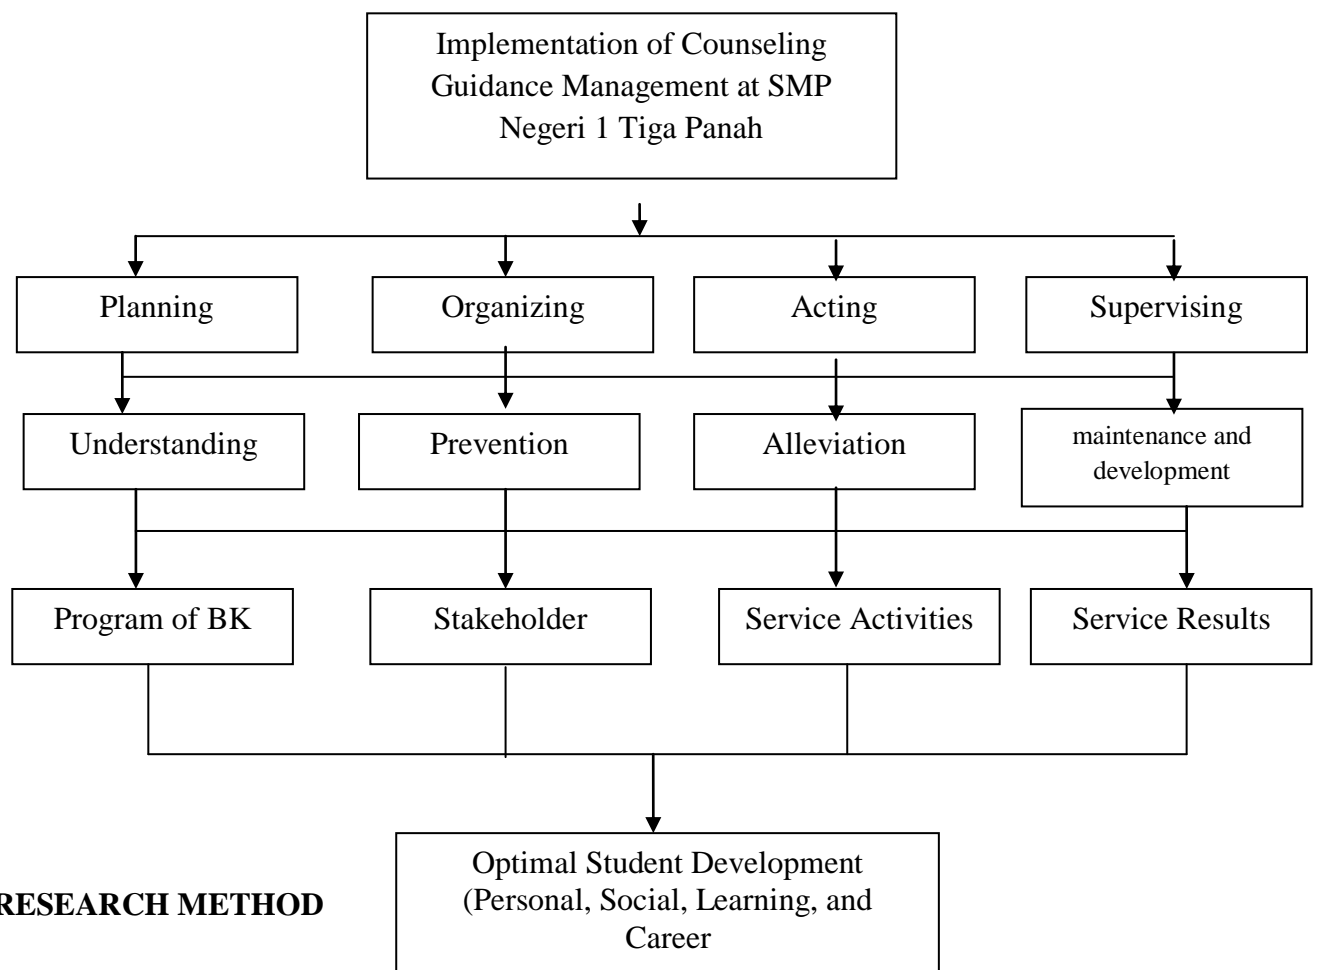 Implementation of Counseling
Guidance Management at SMP
Negeri 1 Tiga Panah
Planning
Organizing
Acting
Supervising
Understanding
Prevention
Alleviation
maintenance and
development
Program of BK
Stakeholder
Service Activities
Service Results
Optimal Student Development
(Personal, Social, Learning, and
Career
RESEARCH METHOD